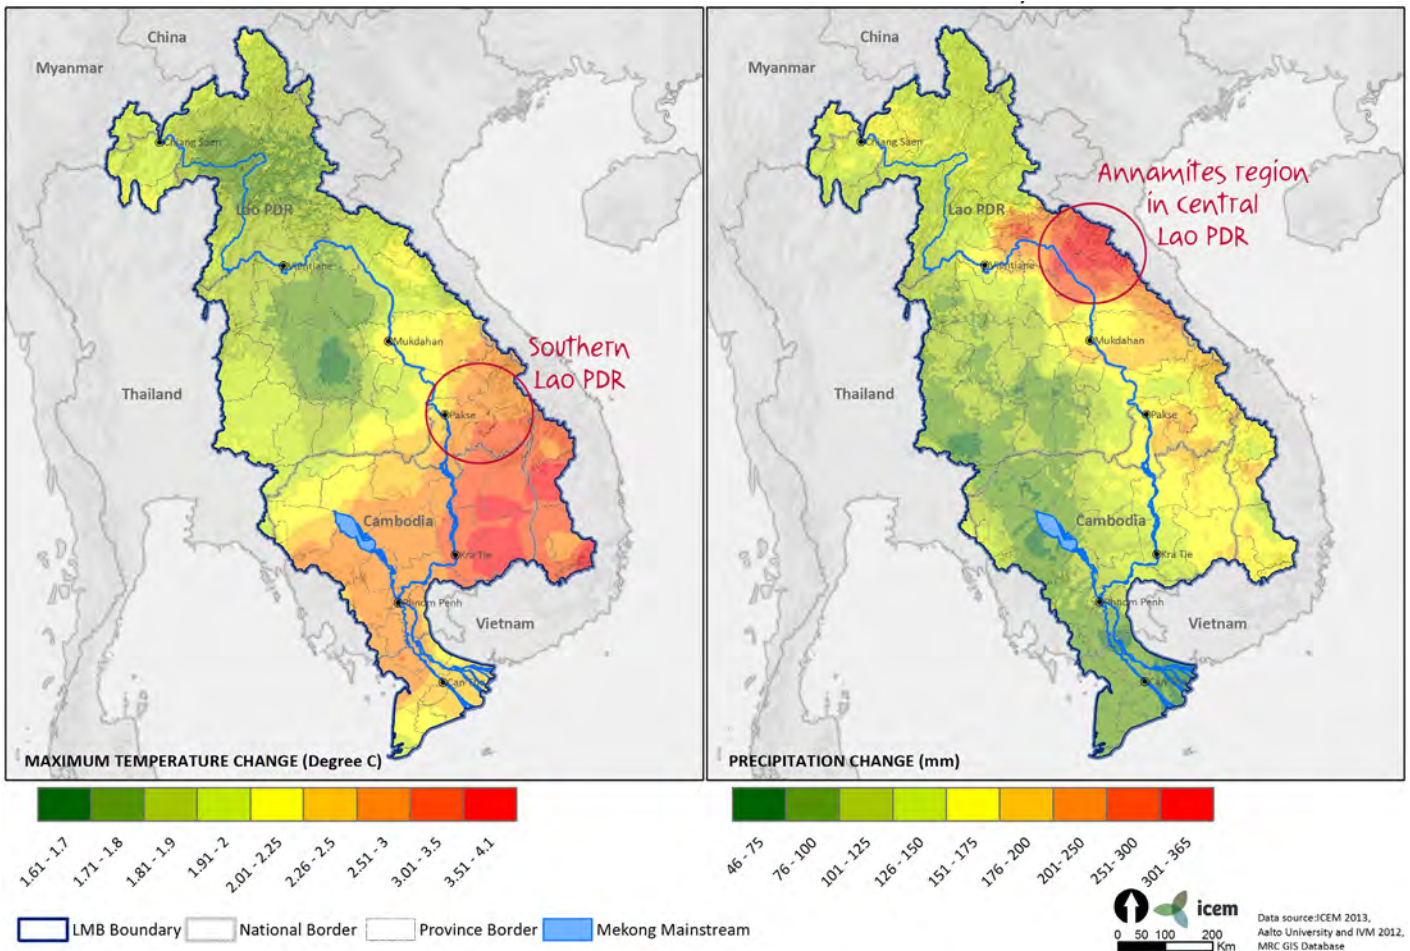 China
Myanmar
Chiang Saen
Lao PDR
Vientiane
Mukdahan
Southern
Lao PDR
Thailand
Pakse
Cambodia
Kra Tie
Phnom Penh
Vietnam
MAXIMUM TEMPERATURE CHANGE (Degree C)
China
Myanmar
Chiang Saen
Annamites region
in central
Lao PDR
Lao PDR
Vientiane
Mukdahan
Thailand
Pakse
Cambodia
Kra Tie
Phnom Penh
Vietnam
PRECIPITATION CHANGE (mm)
1.61 - 1.7
1.71 - 1.8
1.81 - 1.9
1.91 - 2
2.01 - 2.25
2.26 - 2.5
2.51 - 3
3.01 - 3.5
3.51 - 4.1
46 - 75
76 - 100
101 - 125
126 - 150
151 - 175
176 - 200
201 - 250
251 - 300
301 - 365
LMB Boundary
National Border
Province Border
Mekong Mainstream
icem
0 50 100 200
Km
Data source:ICEM 2013,
Aalto University and IVM 2012,
MRC GIS Database